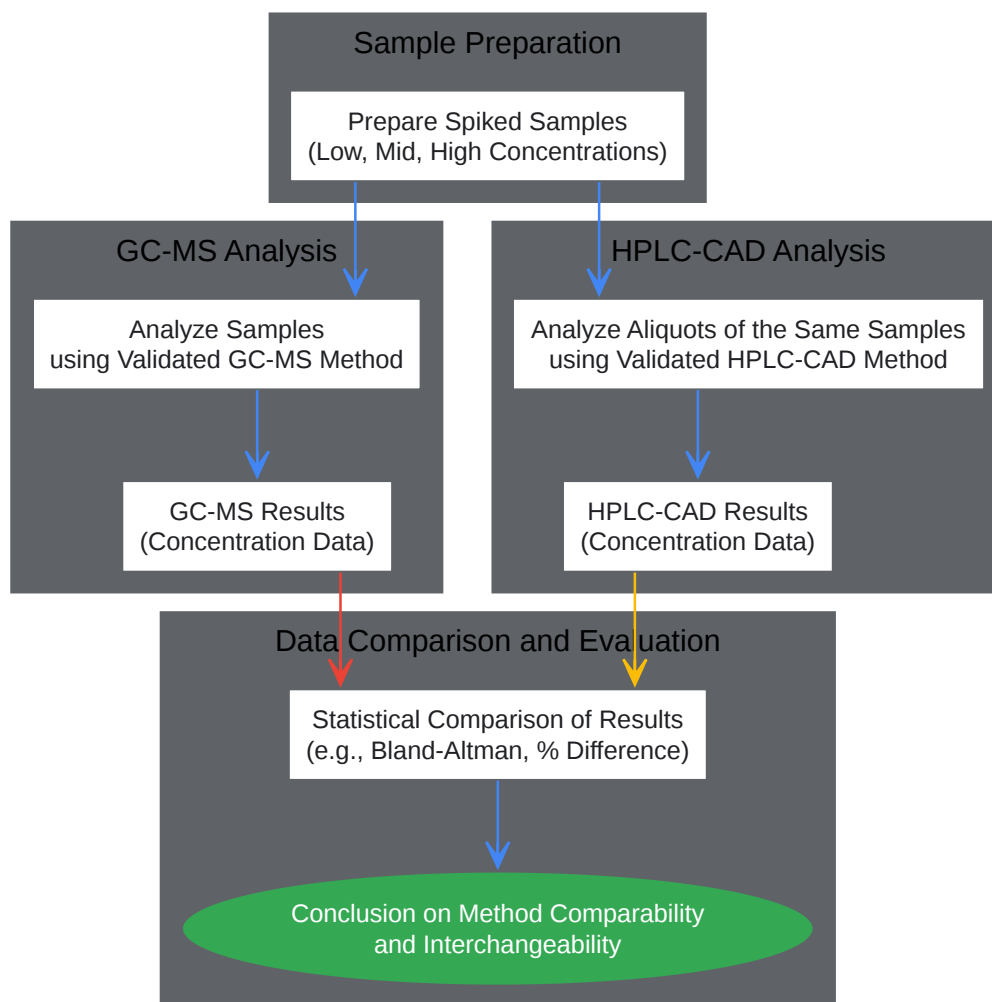 Sample Preparation
Prepare Spiked Samples
(Low, Mid, High Concentrations)
GC-MS Analysis
Analyze Samples
using Validated GC-MS Method
GC-MS Results
(Concentration Data)
HPLC-CAD Analysis
Analyze Aliquots of the Same Samples
using Validated HPLC-CAD Method
HPLC-CAD Results
(Concentration Data)
Data Comparison and Evaluation
Statistical Comparison of Results
(e.g., Bland-Altman, % Difference)
Conclusion on Method Comparability
and Interchangeability